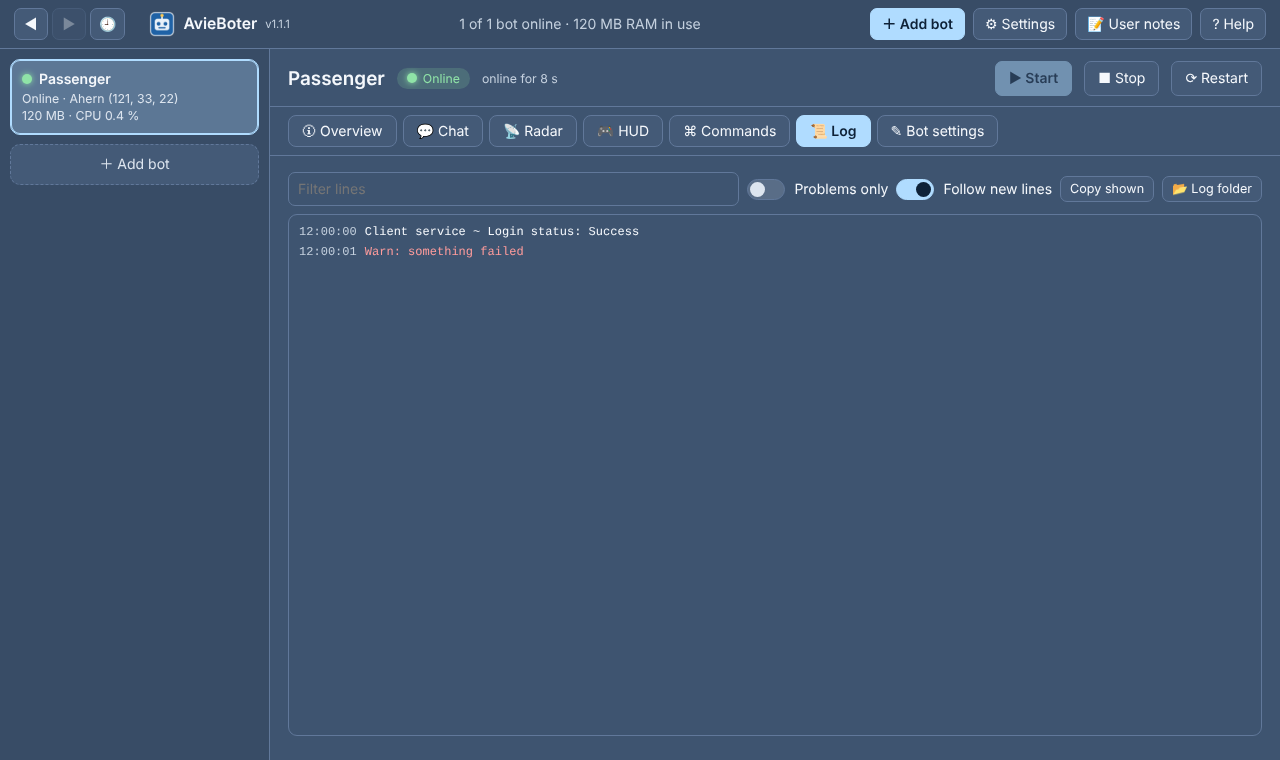 AvieBoter v1.1.1
1 of 1 bot online · 120 MB RAM in use
+ Add bot
⚙ Settings
📝 User notes
? Help
Passenger
Online · Ahern (121, 33, 22)
120 MB · CPU 0.4 %
+ Add bot
Passenger
Online
online for 8 s
▶ Start
■ Stop
⟳ Restart
🛈 Overview
💬 Chat
📡 Radar
🎮 HUD
⌘ Commands
📜 Log
✎ Bot settings
Filter lines
Problems only
Follow new lines
Copy shown
📂 Log folder
12:00:00 Client service ~ Login status: Success
12:00:01 Warn: something failed